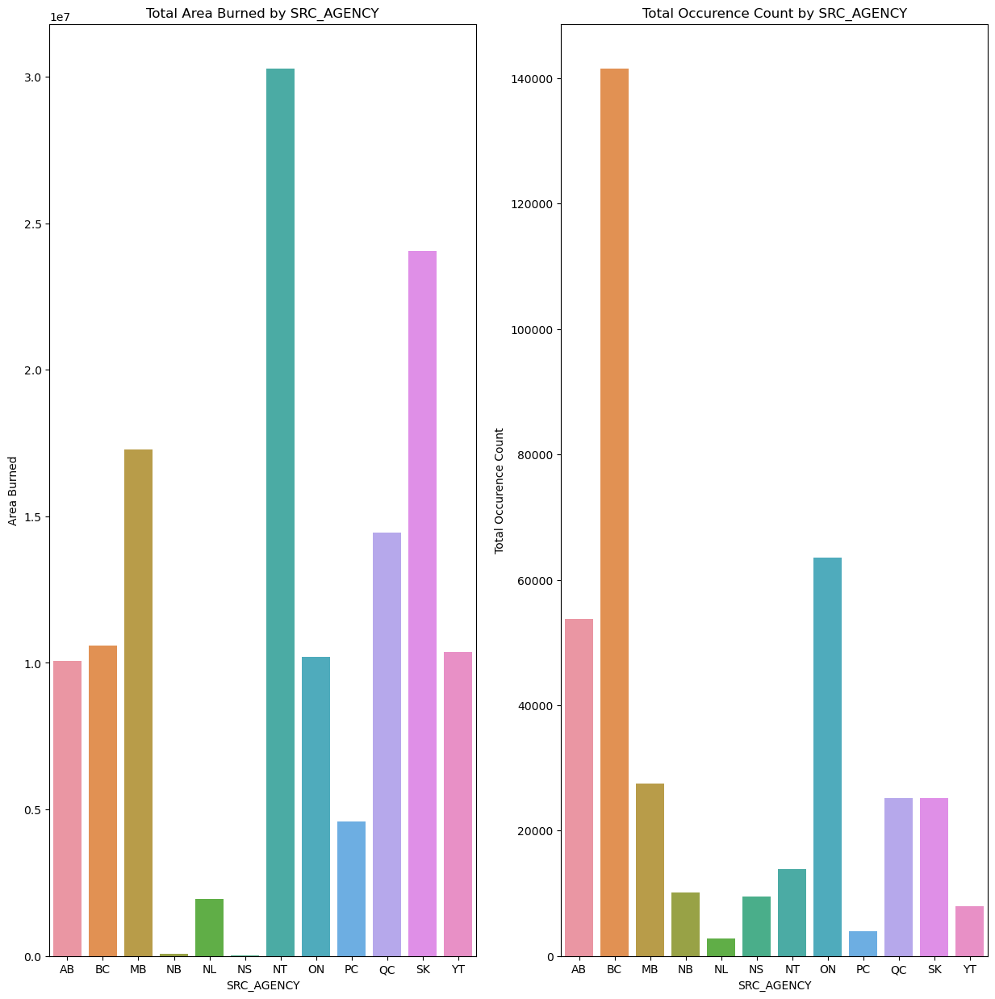 Total Area Burned by SRC_AGENCY
1e7
3.0
2.5
2.0
1.5
1.0
0.5
0.0
Area Burned
AB BC MB NB NL NS NT ON PC QC SK YT
SRC_AGENCY
Total Occurence Count by SRC_AGENCY
140000
120000
100000
80000
60000
40000
20000
0
Total Occurence Count
AB BC MB NB NL NS NT ON PC QC SK YT
SRC_AGENCY